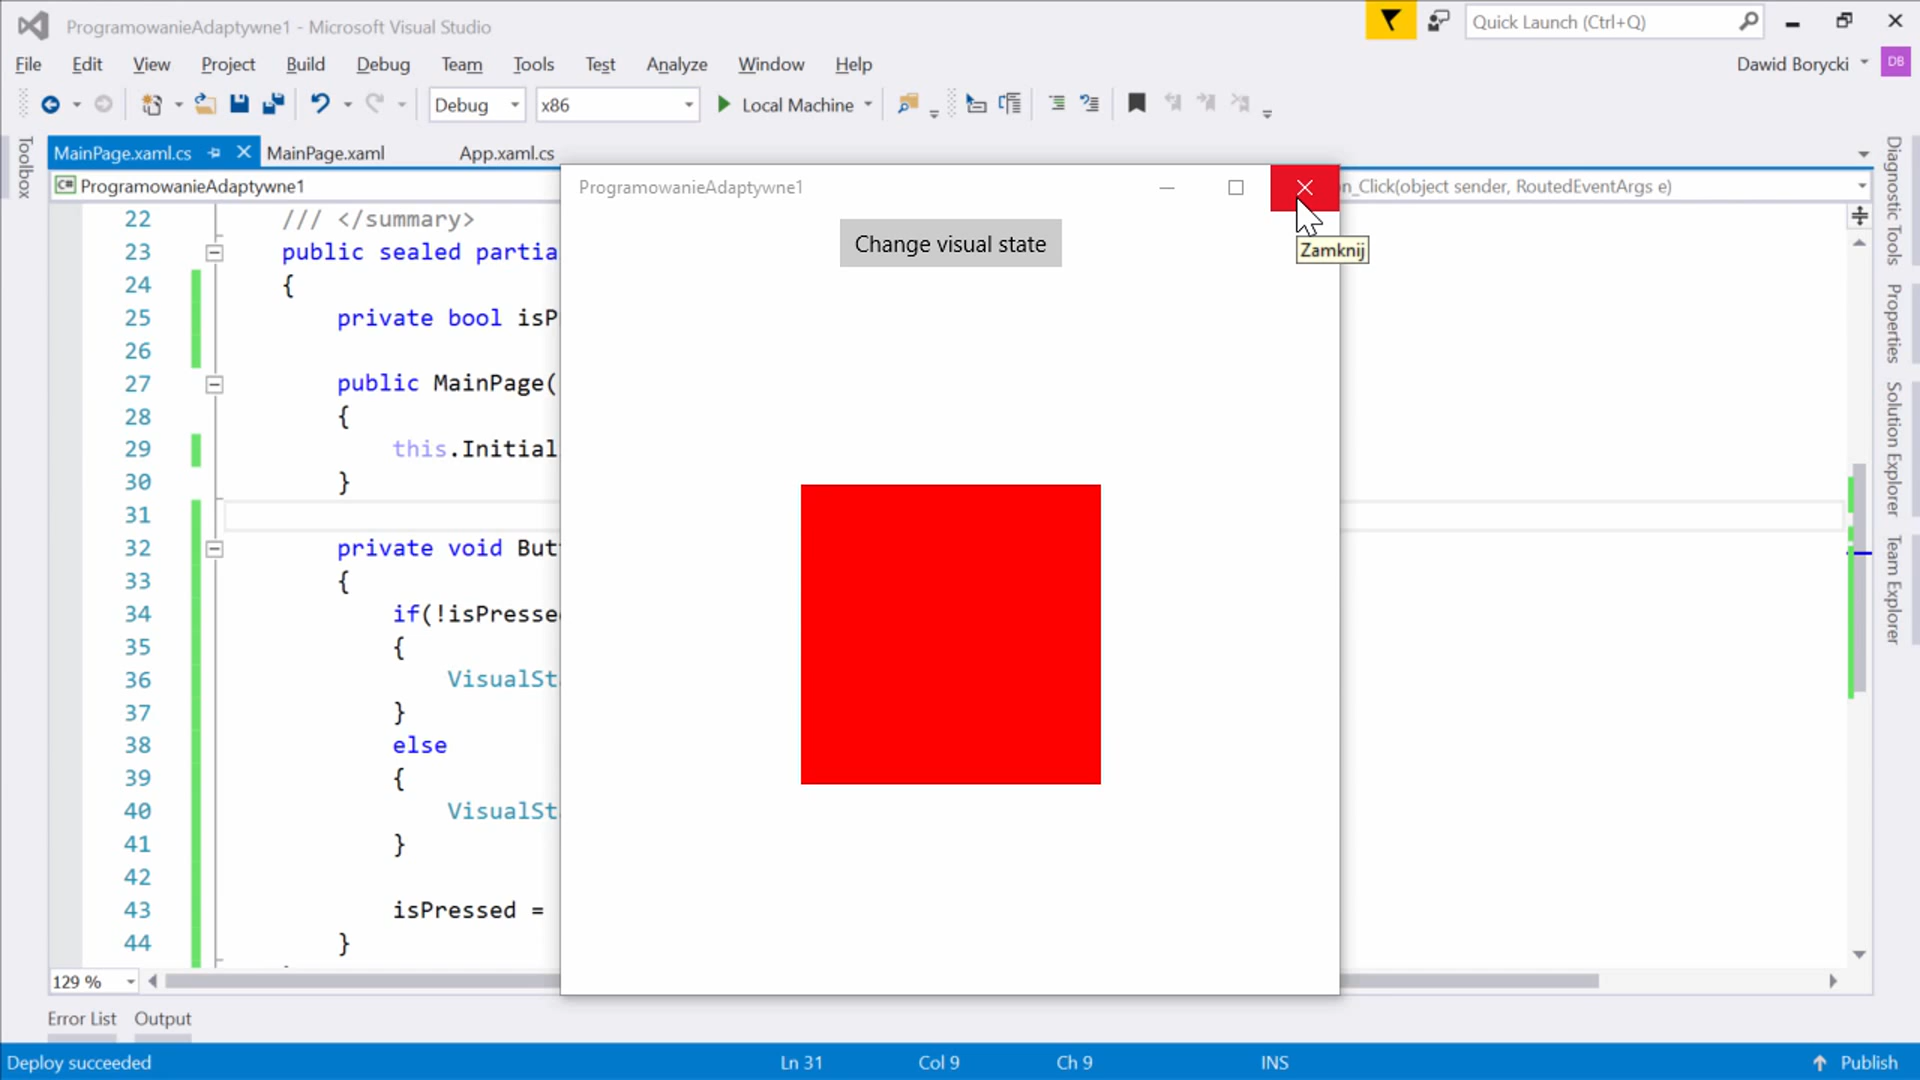 ProgramowanieAdaptywne1 - Microsoft Visual Studio
Quick Launch (Ctrl+Q)
File Edit View Project Build Debug Team Tools Test Analyze Window Help
Dawid Borycki
DB
Debug
x86
Local Machine
Toolbox
MainPage.xaml.cs
MainPage.xaml
App.xaml.cs
C# ProgramowanieAdaptywne1
n_Click(object sender, RoutedEventArgs e)
22 /// </summary>
23 public sealed partia
24 {
25 private bool isP
26
27 public MainPage(
28 {
29 this.Initial
30 }
31
32 private void But
33 {
34 if(!isPresse
35 {
36 VisualSt
37 }
38 else
39 {
40 VisualSt
41 }
42
43 isPressed =
44 }
ProgramowanieAdaptywne1
Change visual state
Zamknij
Diagnostic Tools
Properties
Solution Explorer
Team Explorer
129 %
Error List
Output
Deploy succeeded
Ln 31
Col 9
Ch 9
INS
Publish